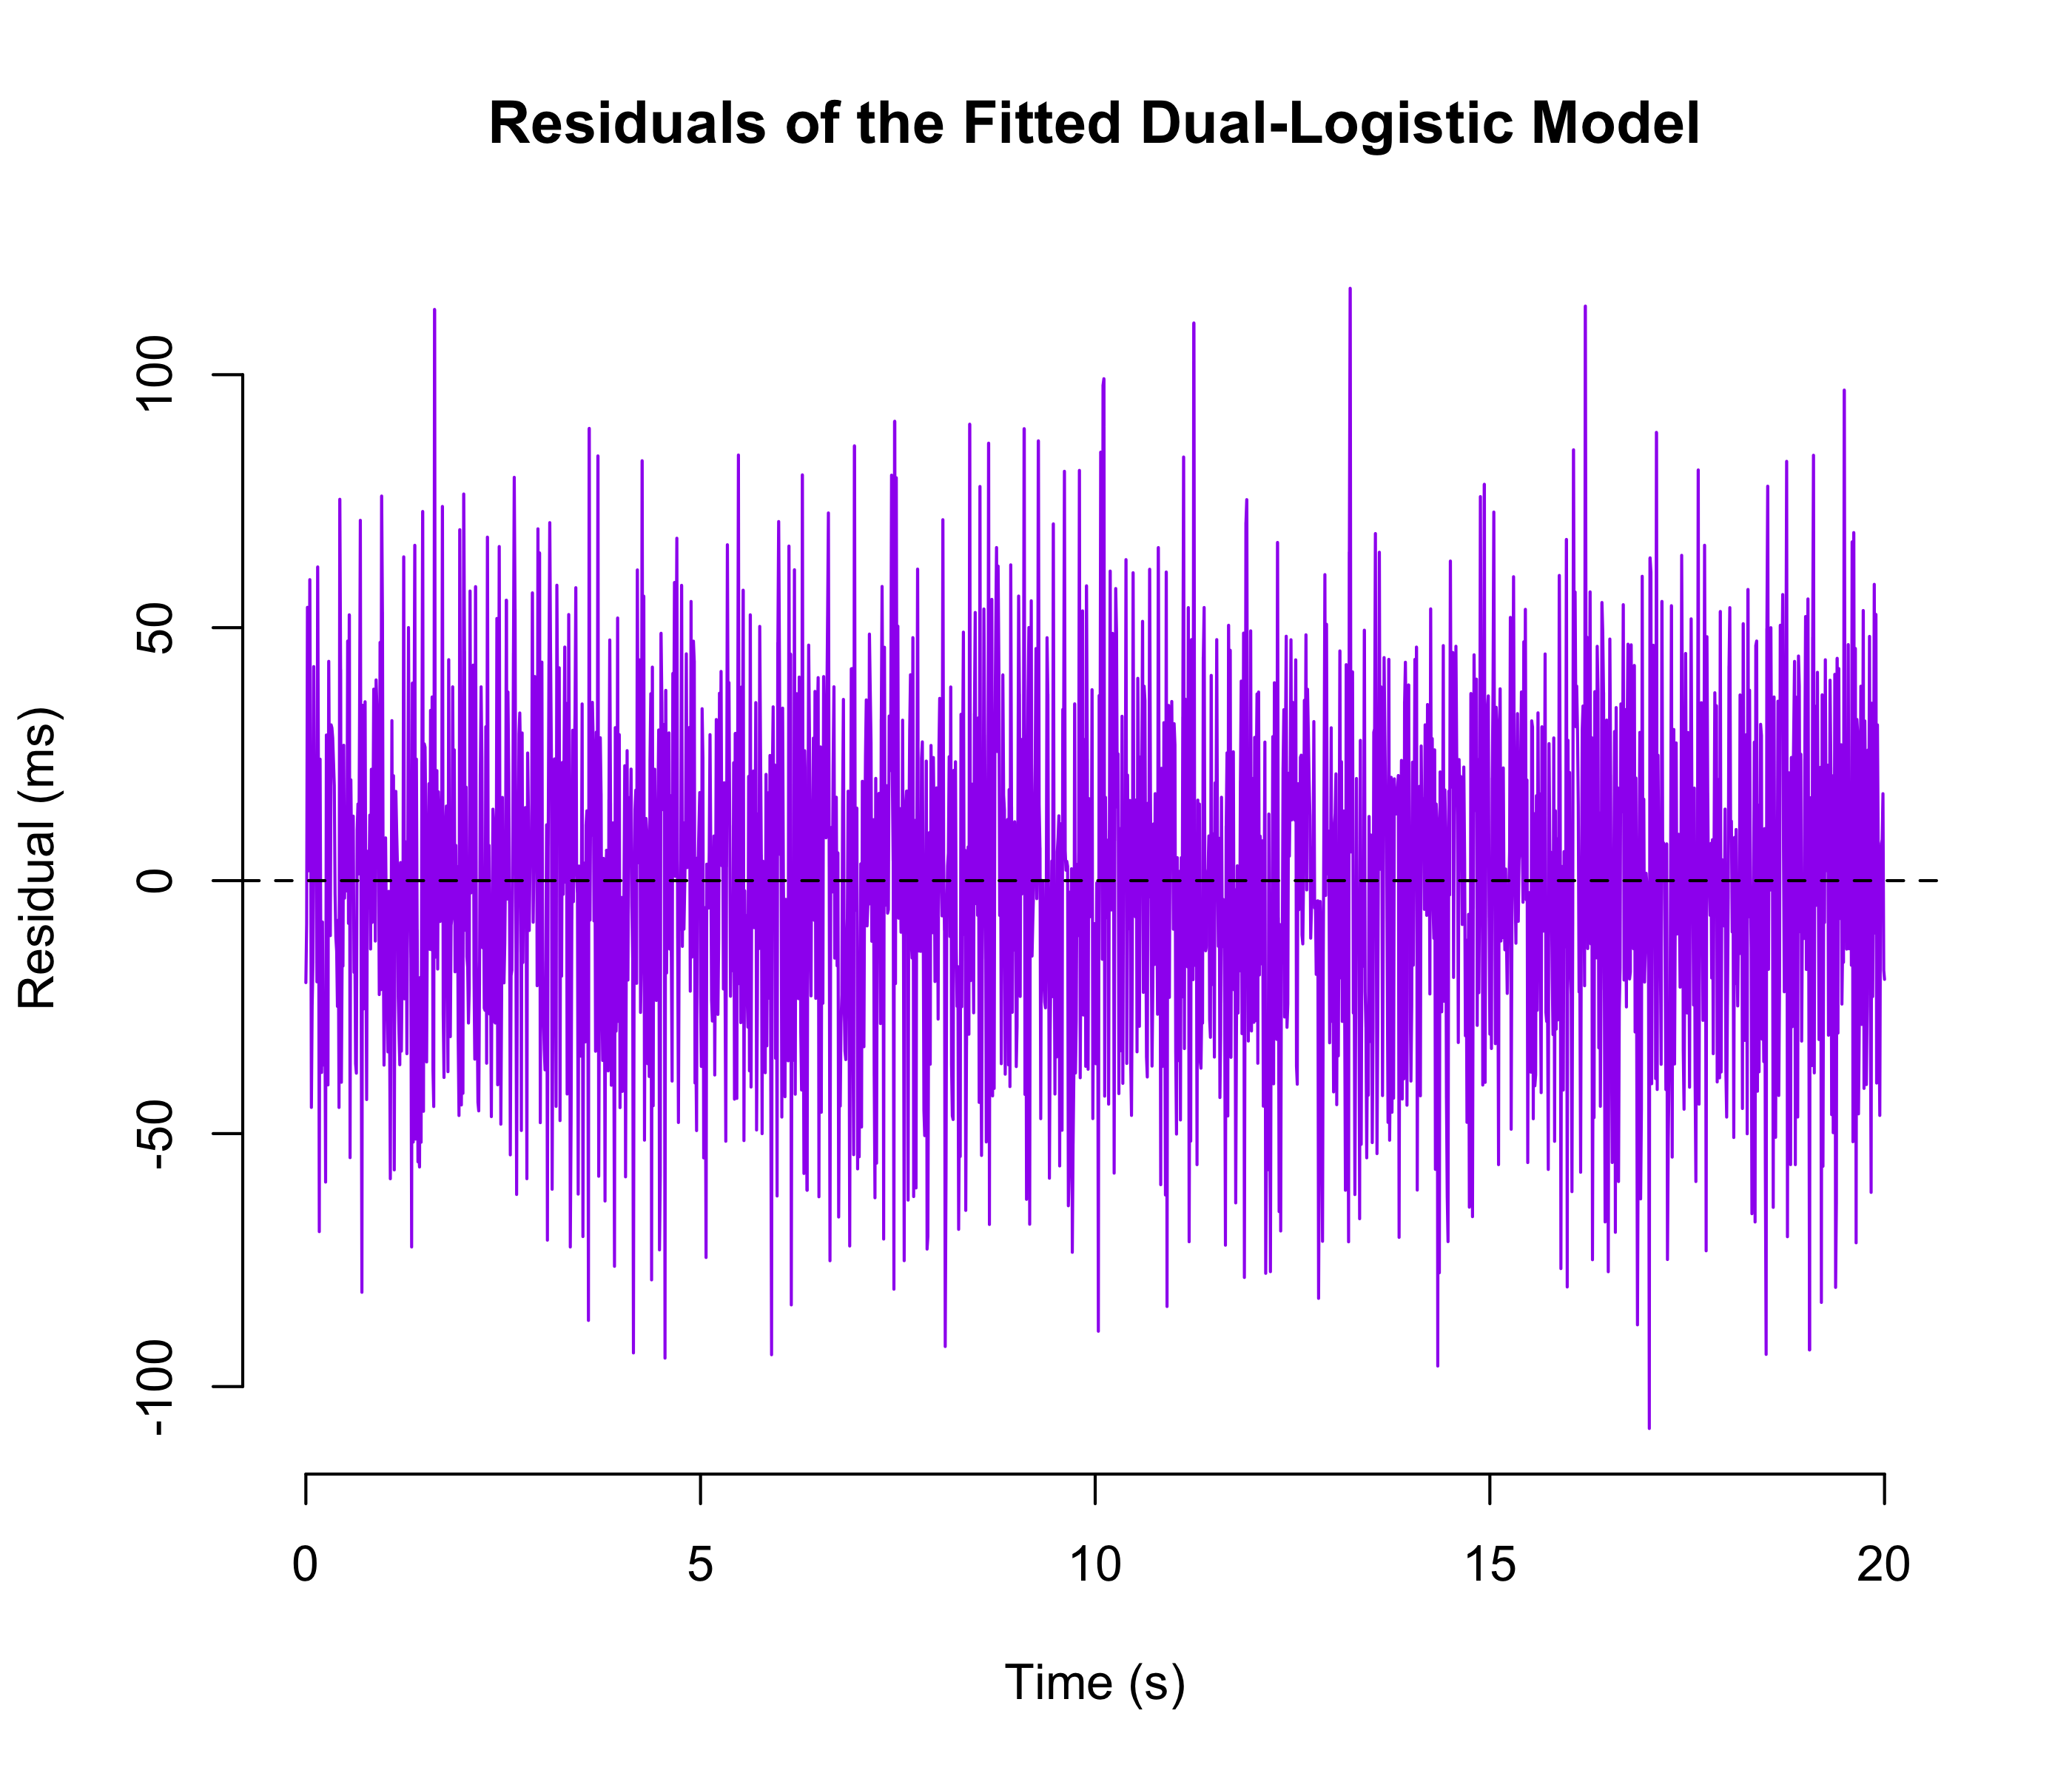 Residuals of the Fitted Dual-Logistic Model
Residual (ms)
100
50
0
-50
-100
0 5 10 15 20
Time (s)